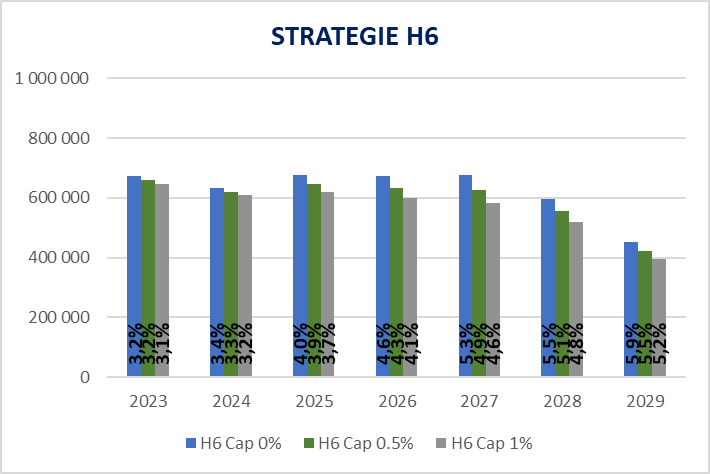 STRATEGIE H6
1 000 000
800 000
600 000
400 000
200 000
0
3,2% 3,2% 3,1% 3,4% 3,3% 3,2% 4,0% 3,9% 3,7% 4,6% 4,3% 4,1% 5,3% 4,9% 4,6% 5,5% 5,1% 4,8% 5,9% 5,5% 5,2%
2023 2024 2025 2026 2027 2028 2029
H6 Cap 0% H6 Cap 0.5% H6 Cap 1%